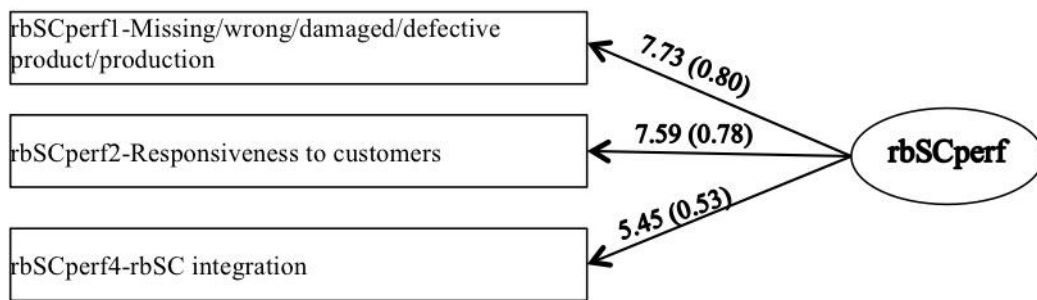 rbSCperf1-Missing/wrong/damaged/defective
product/production
7.73 (0.80)
rbSCperf2-Responsiveness to customers
7.59 (0.78)
rbSCperf
5.45 (0.53)
rbSCperf4-rbSC integration